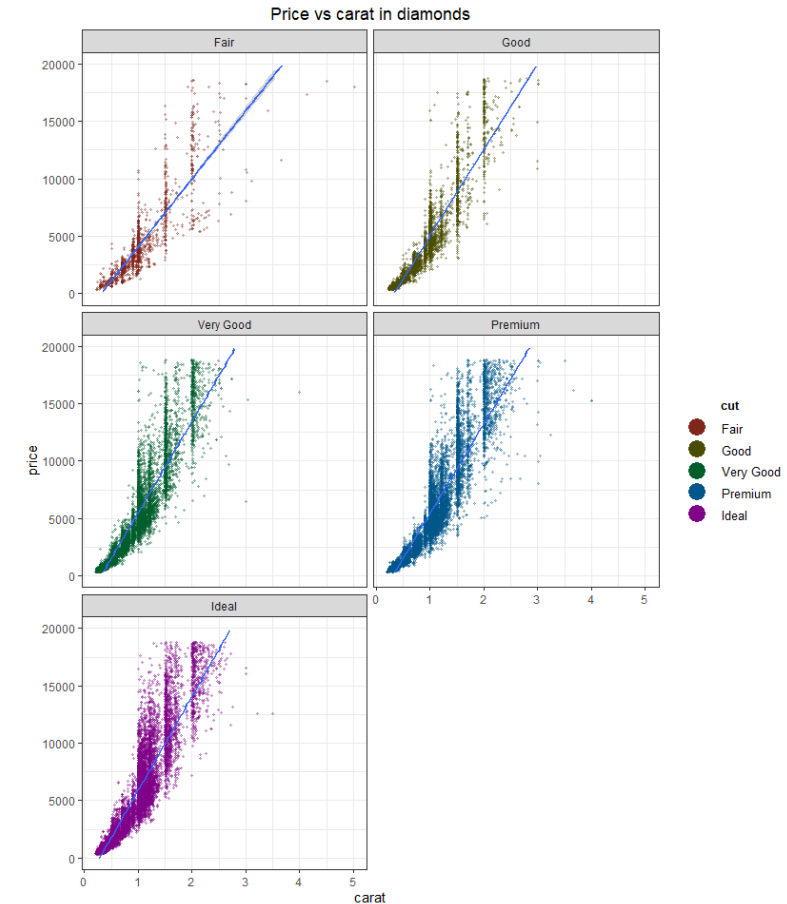 Price vs carat in diamonds
Fair
Good
20000
15000
10000
5000
0
Very Good
Premium
20000
15000
10000
5000
0
price
0 1 2 3 4 5
Ideal
20000
15000
10000
5000
0
0 1 2 3 4 5
carat
cut
Fair
Good
Very Good
Premium
Ideal